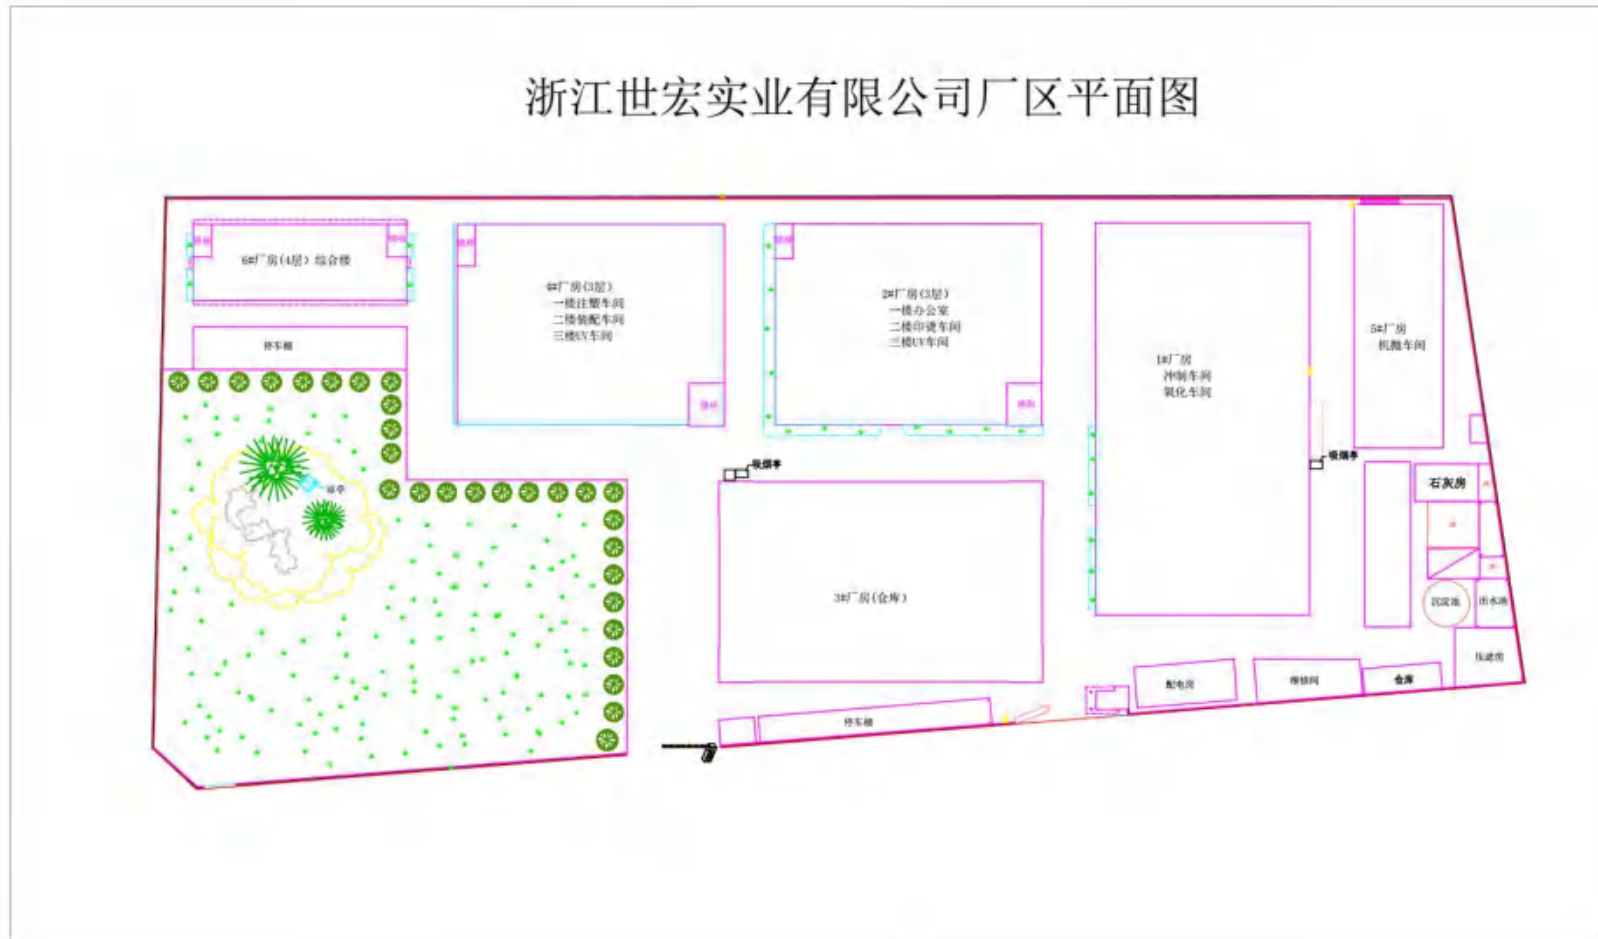 浙江世宏实业有限公司厂区平面图
6#厂房(4层) 综合楼
停车棚
4#厂房(3层)
一楼注塑车间
二楼装配车间
三楼UV车间
2#厂房(3层)
一楼办公室
二楼印烫车间
三楼UV车间
1#厂房
冲制车间
氧化车间
5#厂房
机抛车间
吸烟亭
吸烟亭
石灰房
凉亭
3#厂房(仓库)
沉淀池
出水池
压滤房
配电房
维修间
仓库
停车棚